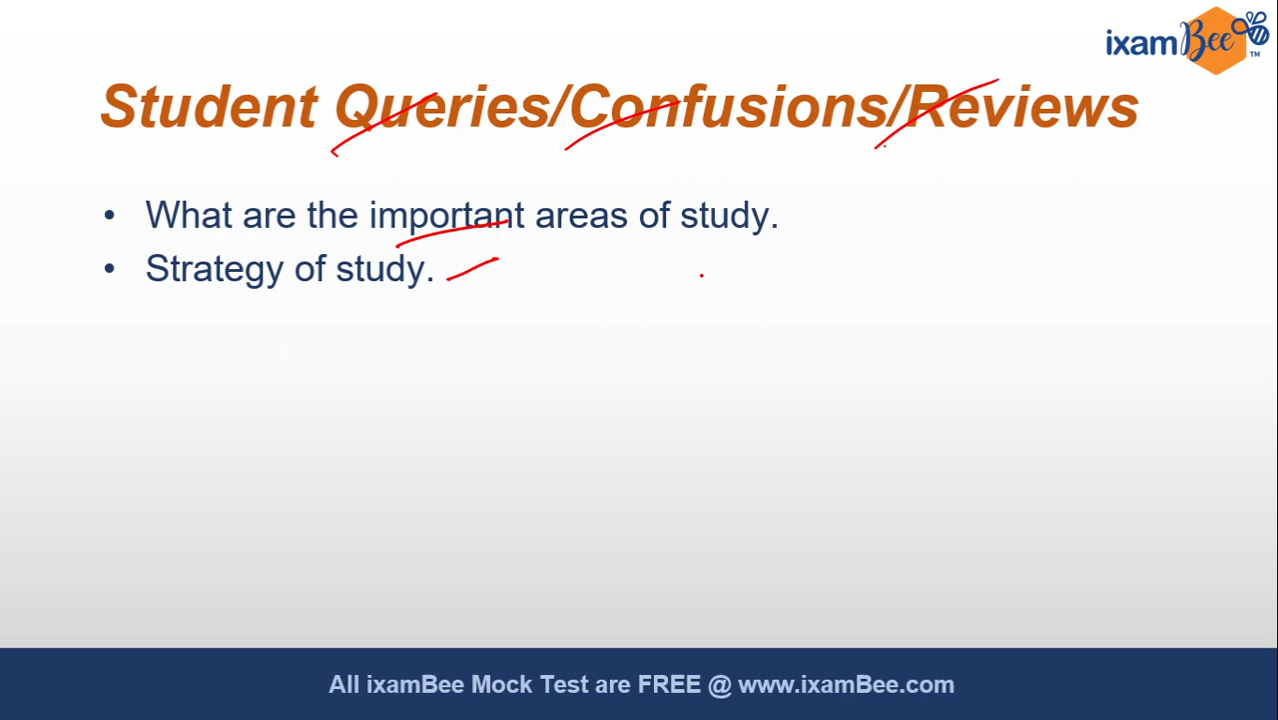 ixamBee
TM
Student Queries/Confusions/Reviews
• What are the important areas of study.
• Strategy of study.
All ixamBee Mock Test are FREE @ www.ixamBee.com